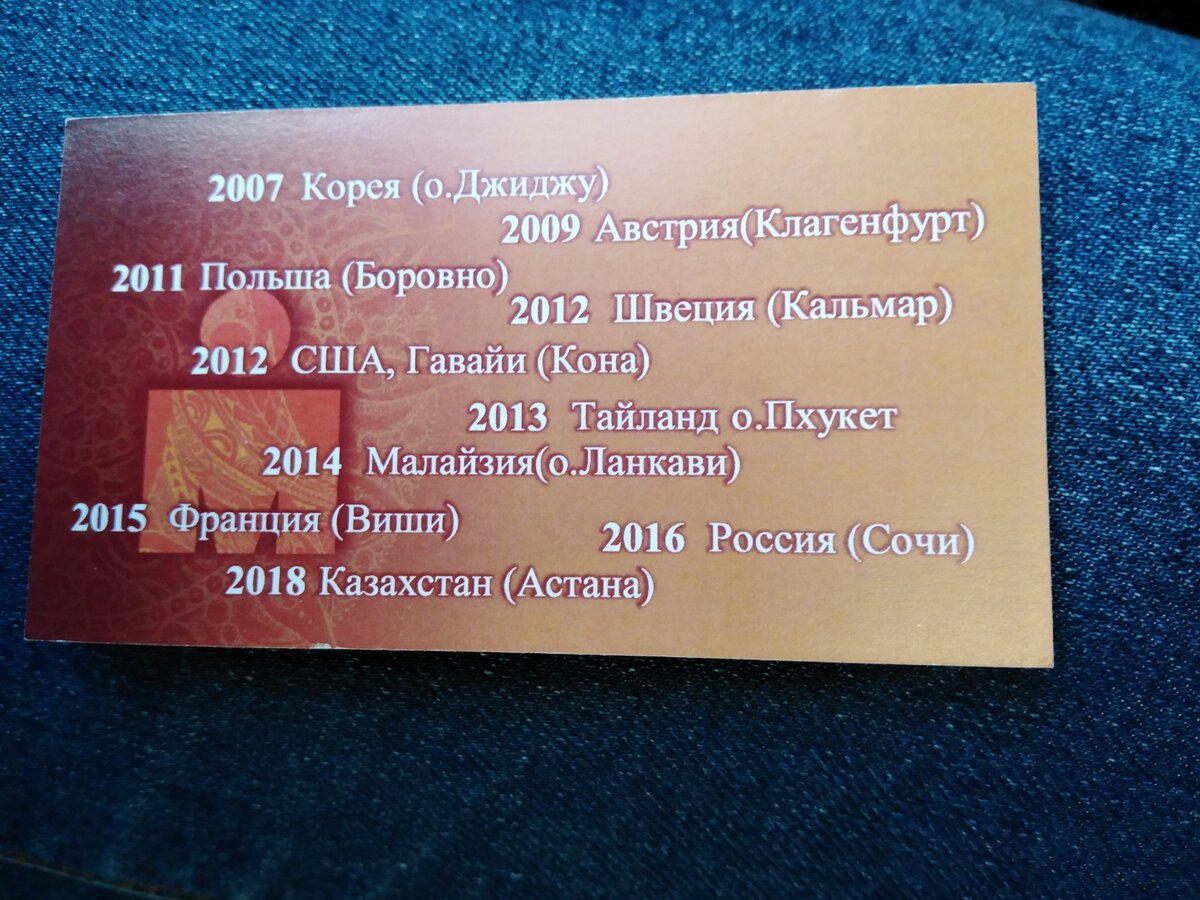 2007 Корея (о.Джиджу)
2009 Австрия(Клагенфурт)
2011 Польша (Боровно)
2012 Швеция (Кальмар)
2012 США, Гавайи (Кона)
2013 Тайланд о.Пхукет
2014 Малайзия(о.Ланкави)
2015 Франция (Виши)
2016 Россия (Сочи)
2018 Казахстан (Астана)